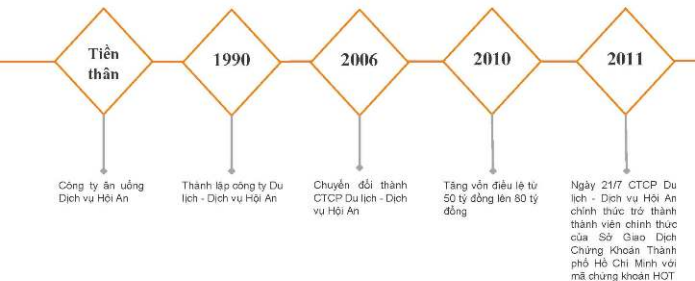 Tiền
thân
1990
2006
2010
2011
Công ty ăn uống
Dịch vụ Hội An
Thành lập công ty Du
lịch - Dịch vụ Hội An
Chuyển đổi thành
CTCP Du lịch - Dịch
vụ Hội An
Tăng vốn điều lệ từ
50 tỷ đồng lên 80 tỷ
đồng
Ngày 21/7 CTCP Du
lịch - Dịch vụ Hội An
chính thức trở thành
thành viên chính thức
của Sở Giao Dịch
Chứng Khoán Thành
phố Hồ Chí Minh với
mã chứng khoán HOT